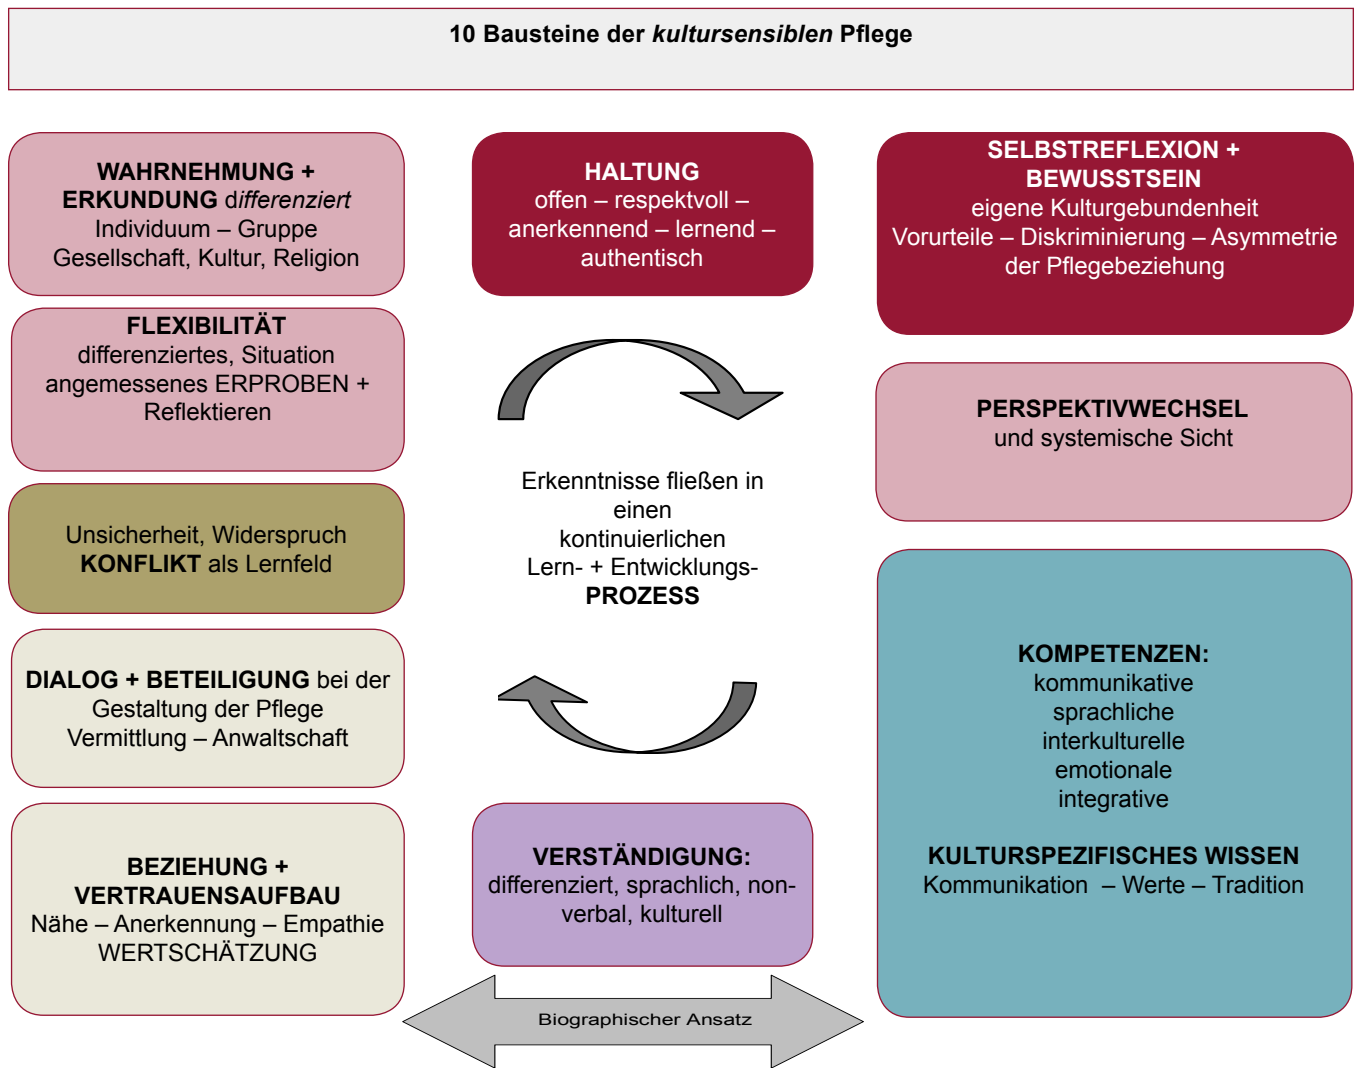 10 Bausteine der kultursensiblen Pflege
WAHRNEHMUNG +
ERKUNDUNG differenziert
Individuum – Gruppe
Gesellschaft, Kultur, Religion
FLEXIBILITÄT
differenziertes, Situation
angemessenes ERPROBEN +
Reflektieren
Unsicherheit, Widerspruch
KONFLIKT als Lernfeld
DIALOG + BETEILIGUNG bei der
Gestaltung der Pflege
Vermittlung – Anwaltschaft
BEZIEHUNG +
VERTRAUENSAUFBAU
Nähe – Anerkennung – Empathie
WERTSCHÄTZUNG
HALTUNG
offen – respektvoll –
anerkennend – lernend –
authentisch
Erkenntnisse fließen in
einen
kontinuierlichen
Lern- + Entwicklungs-
PROZESS
VERSTÄNDIGUNG:
differenziert, sprachlich, non-
verbal, kulturell
Biographischer Ansatz
SELBSTREFLEXION +
BEWUSSTSEIN
eigene Kulturgebundenheit
Vorurteile – Diskriminierung – Asymmetrie
der Pflegebeziehung
PERSPEKTIVWECHSEL
und systemische Sicht
KOMPETENZEN:
kommunikative
sprachliche
interkulturelle
emotionale
integrative
KULTURSPEZIFISCHES WISSEN
Kommunikation – Werte – Tradition